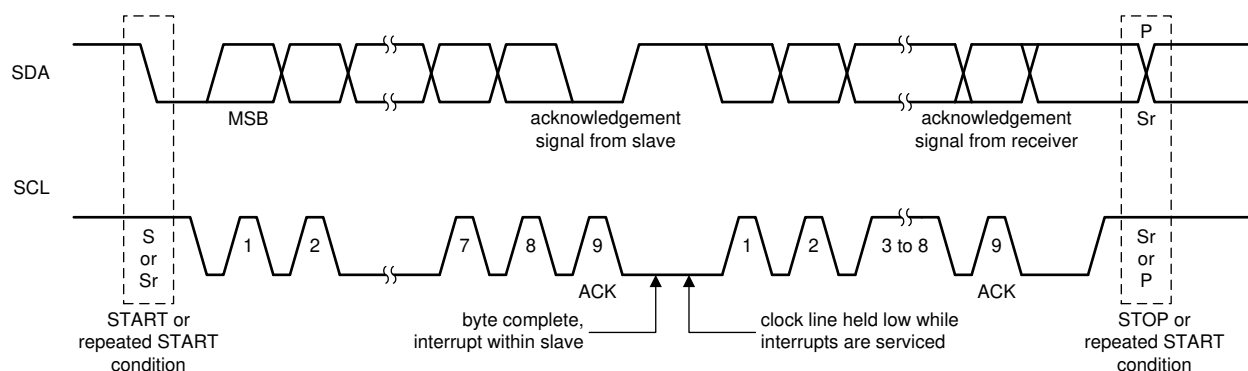 P
SDA
MSB
acknowledgement
signal from slave
acknowledgement
signal from receiver
Sr
SCL
S
or
Sr
1
2
7
8
9
1
2
3 to 8
9
Sr
or
P
ACK
ACK
START or
repeated START
condition
byte complete,
interrupt within slave
clock line held low while
interrupts are serviced
STOP or
repeated START
condition